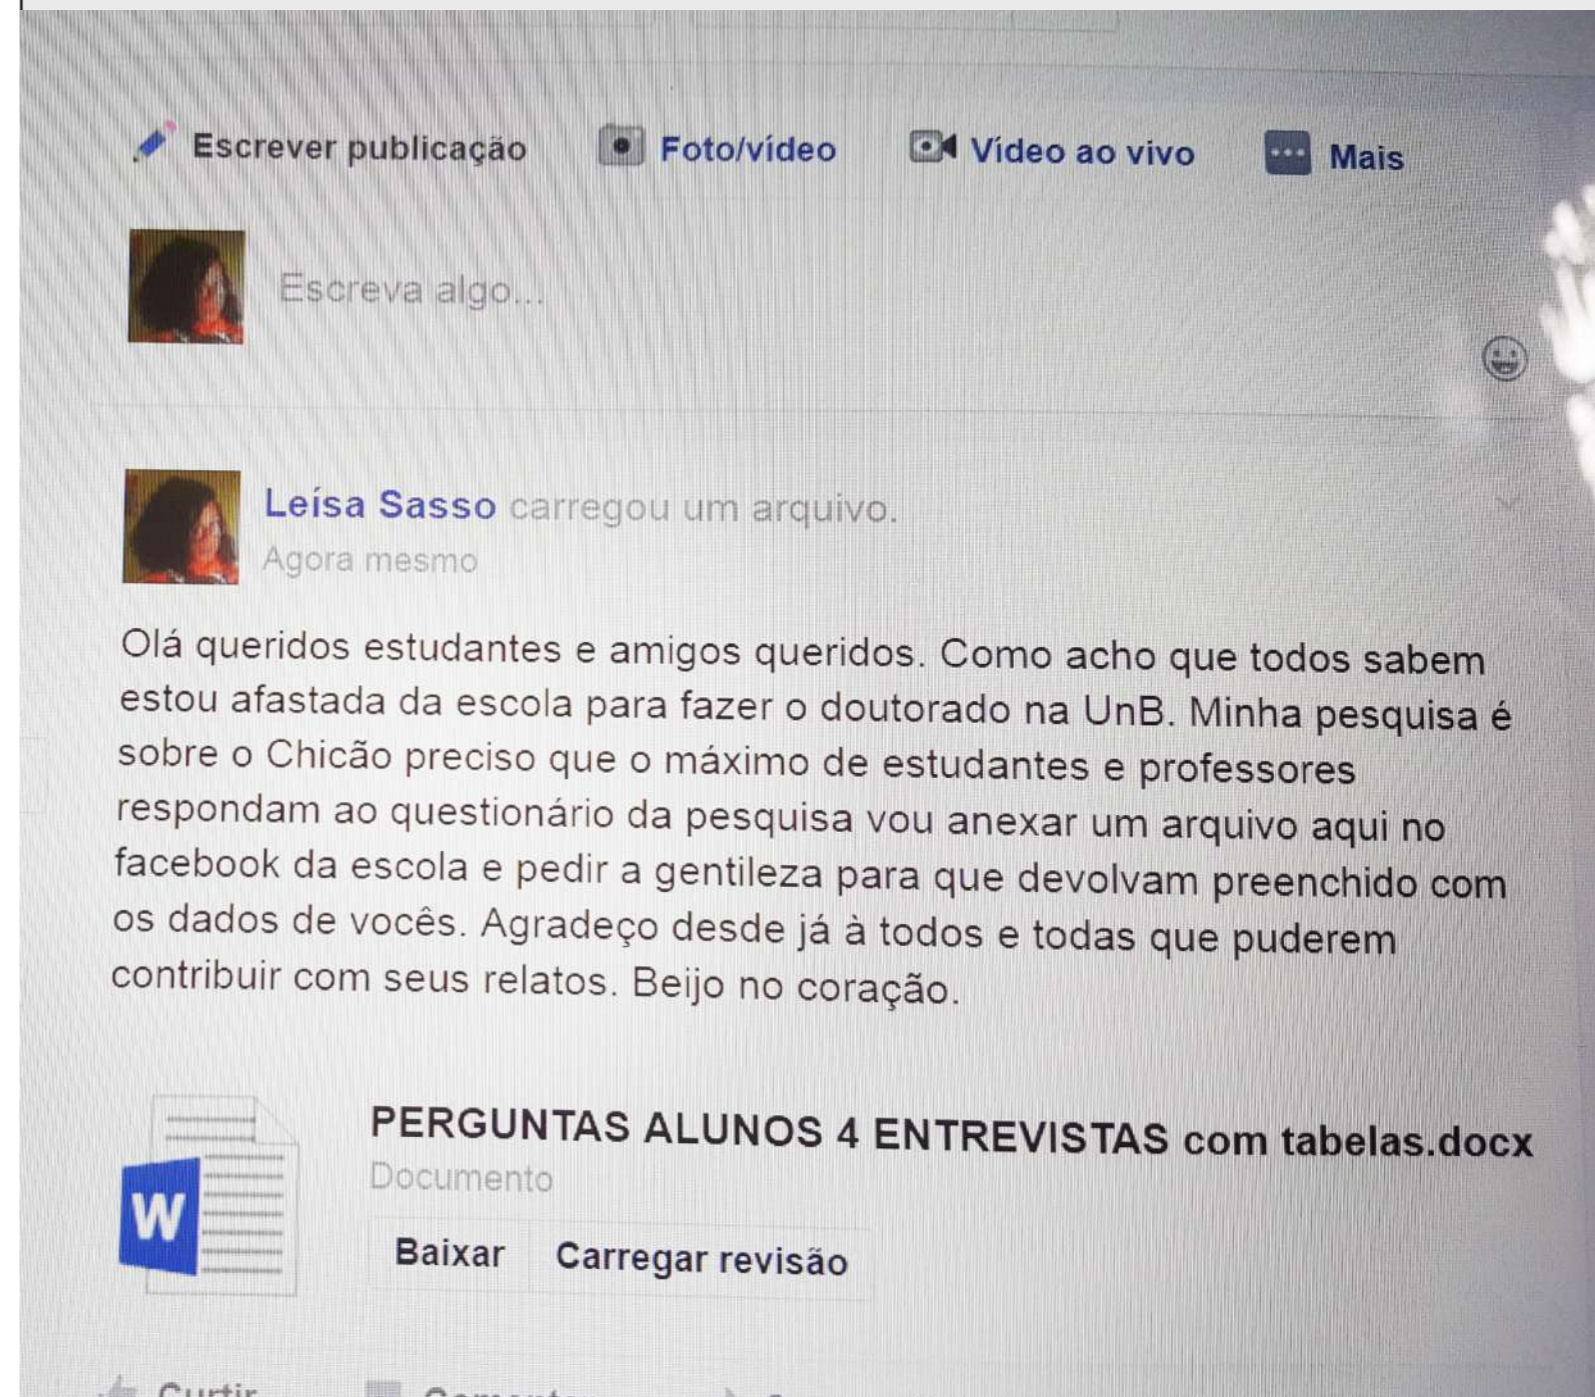 Escrever publicação Foto/vídeo Vídeo ao vivo Mais
Escreva algo...
Leísa Sasso carregou um arquivo.
Agora mesmo
Olá queridos estudantes e amigos queridos. Como acho que todos sabem
estou afastada da escola para fazer o doutorado na UnB. Minha pesquisa é
sobre o Chicão preciso que o máximo de estudantes e professores
respondam ao questionário da pesquisa vou anexar um arquivo aqui no
facebook da escola e pedir a gentileza para que devolvam preenchido com
os dados de vocês. Agradeço desde já à todos e todas que puderem
contribuir com seus relatos. Beijo no coração.
PERGUNTAS ALUNOS 4 ENTREVISTAS com tabelas.docx
Documento
W
Baixar Carregar revisão
Curtir